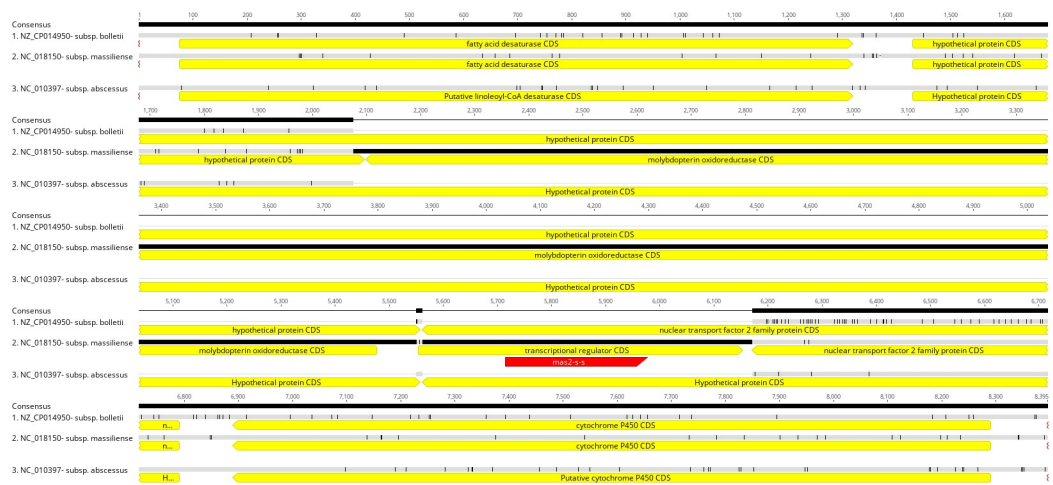 1 100 200 300 400 500 600 700 800 900 1,000 1,100 1,200 1,300 1,400 1,500 1,600
Consensus
1. NZ_CP014950- subsp. bolletii
fatty acid desaturase CDS hypothetical protein CDS
2. NC_018150- subsp. massiliense
fatty acid desaturase CDS hypothetical protein CDS
3. NC_010397- subsp. abscessus
Putative linoleoyl-CoA desaturase CDS Hypothetical protein CDS
1,700 1,800 1,900 2,000 2,100 2,200 2,300 2,400 2,500 2,600 2,700 2,800 2,900 3,000 3,100 3,200 3,300
Consensus
1. NZ_CP014950- subsp. bolletii
hypothetical protein CDS
2. NC_018150- subsp. massiliense
hypothetical protein CDS molybdopterin oxidoreductase CDS
3. NC_010397- subsp. abscessus
Hypothetical protein CDS
3,400 3,500 3,600 3,700 3,800 3,900 4,000 4,100 4,200 4,300 4,400 4,500 4,600 4,700 4,800 4,900 5,000
Consensus
1. NZ_CP014950- subsp. bolletii
hypothetical protein CDS
2. NC_018150- subsp. massiliense
molybdopterin oxidoreductase CDS
3. NC_010397- subsp. abscessus
Hypothetical protein CDS
5,100 5,200 5,300 5,400 5,500 5,600 5,700 5,800 5,900 6,000 6,100 6,200 6,300 6,400 6,500 6,600 6,700
Consensus
1. NZ_CP014950- subsp. bolletii
hypothetical protein CDS nuclear transport factor 2 family protein CDS
2. NC_018150- subsp. massiliense
molybdopterin oxidoreductase CDS transcriptional regulator CDS nuclear transport factor 2 family protein CDS
mas2-s-s
3. NC_010397- subsp. abscessus
Hypothetical protein CDS Hypothetical protein CDS
6,800 6,900 7,000 7,100 7,200 7,300 7,400 7,500 7,600 7,700 7,800 7,900 8,000 8,100 8,200 8,300 8,395
Consensus
1. NZ_CP014950- subsp. bolletii
n... cytochrome P450 CDS
2. NC_018150- subsp. massiliense
n... cytochrome P450 CDS
3. NC_010397- subsp. abscessus
H... Putative cytochrome P450 CDS